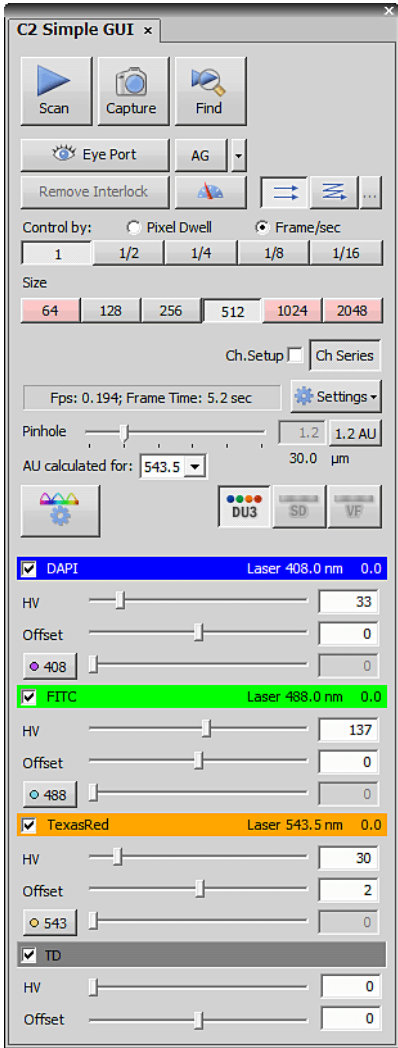 C2 Simple GUI ×
Scan Capture Find
Eye Port AG
Remove Interlock ...
Control by: Pixel Dwell Frame/sec
1 1/2 1/4 1/8 1/16
Size
64 128 256 512 1024 2048
Ch.Setup Ch Series
Fps: 0.194; Frame Time: 5.2 sec Settings
Pinhole 1.2 1.2 AU
AU calculated for: 543.5 30.0 µm
DU3 SD VF
DAPI Laser 408.0 nm 0.0
HV 33
Offset 0
408 0
FITC Laser 488.0 nm 0.0
HV 137
Offset 0
488 0
TexasRed Laser 543.5 nm 0.0
HV 30
Offset 2
543 0
TD
HV 0
Offset 0